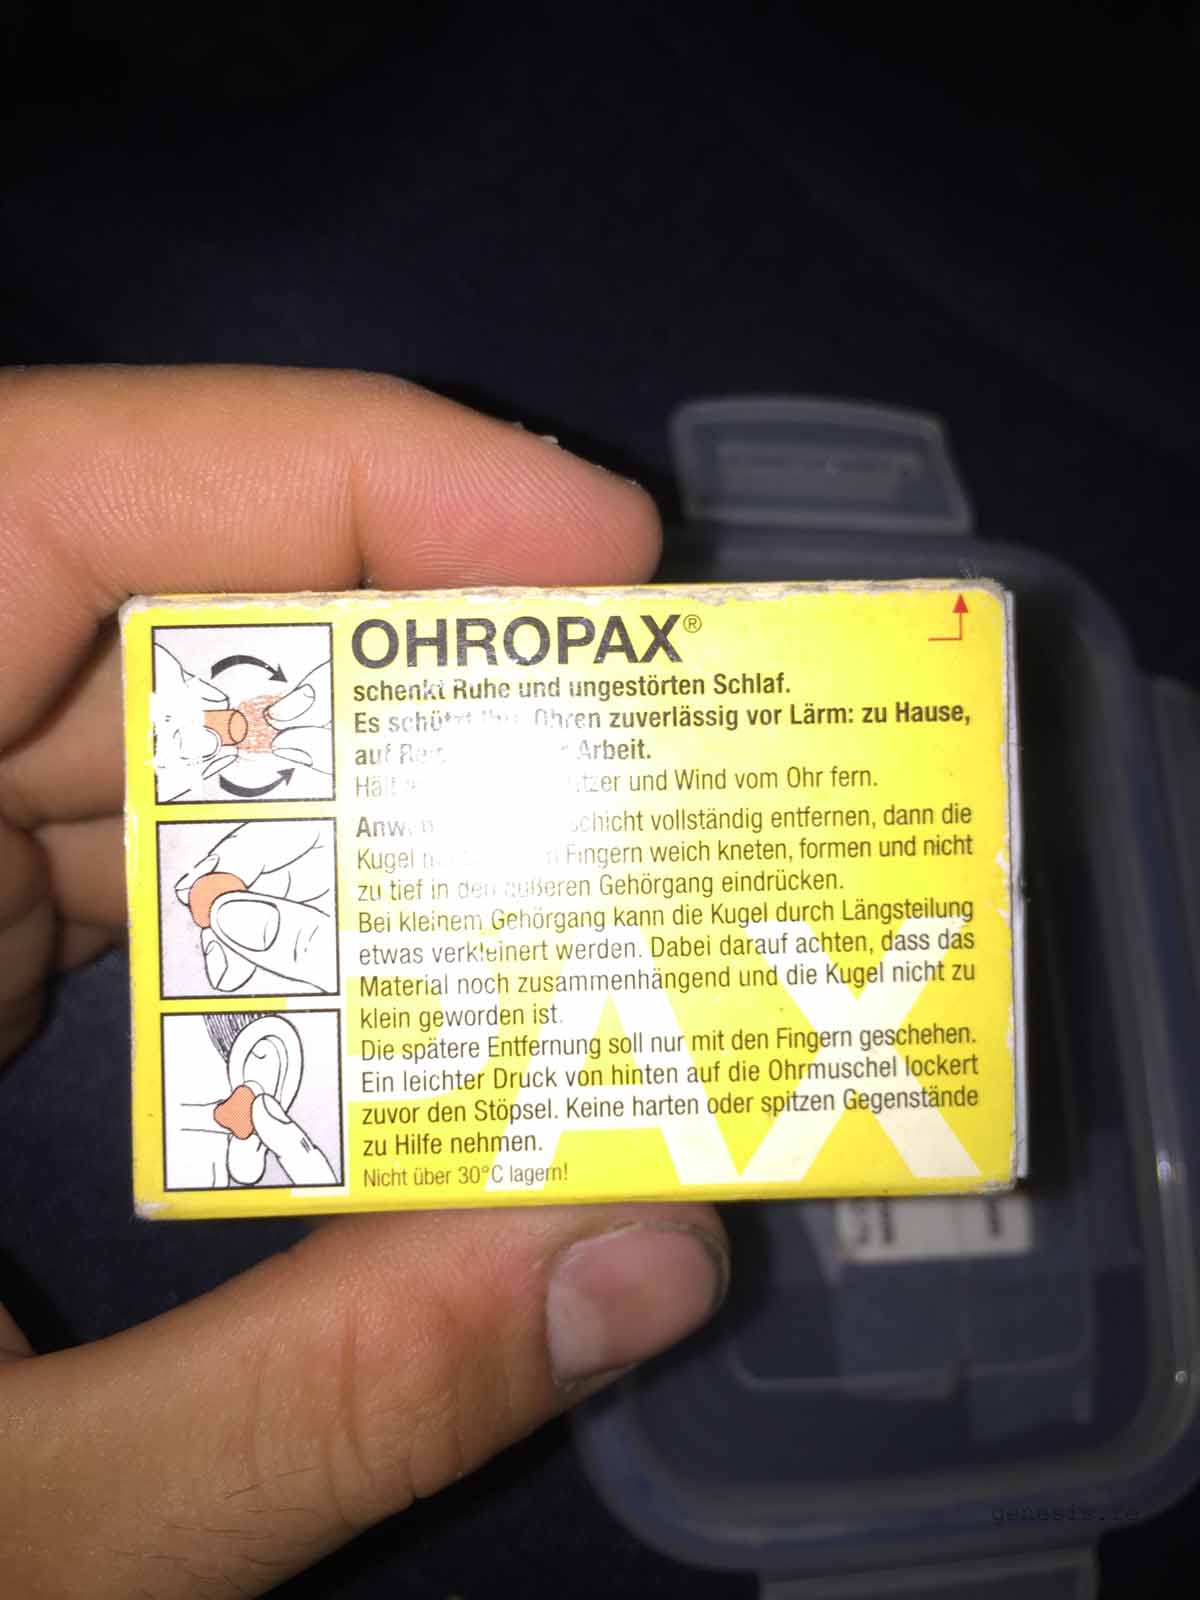 OHROPAX®
schenkt Ruhe und ungestörten Schlaf.
Es schützt Ohren zuverlässig vor Lärm: zu Hause,
auf Arbeit.
und Wind vom Ohr fern.
vollständig entfernen, dann die
Kugel Fingern weich kneten, formen und nicht
zu tief in den äußeren Gehörgang eindrücken.
Bei kleinem Gehörgang kann die Kugel durch Längsteilung
etwas verkleinert werden. Dabei darauf achten, dass das
Material noch zusammenhängend und die Kugel nicht zu
klein geworden ist.
Die spätere Entfernung soll nur mit den Fingern geschehen.
Ein leichter Druck von hinten auf die Ohrmuschel lockert
zuvor den Stöpsel. Keine harten oder spitzen Gegenstände
zu Hilfe nehmen.
Nicht über 30°C lagern!
PAX
genesis.re